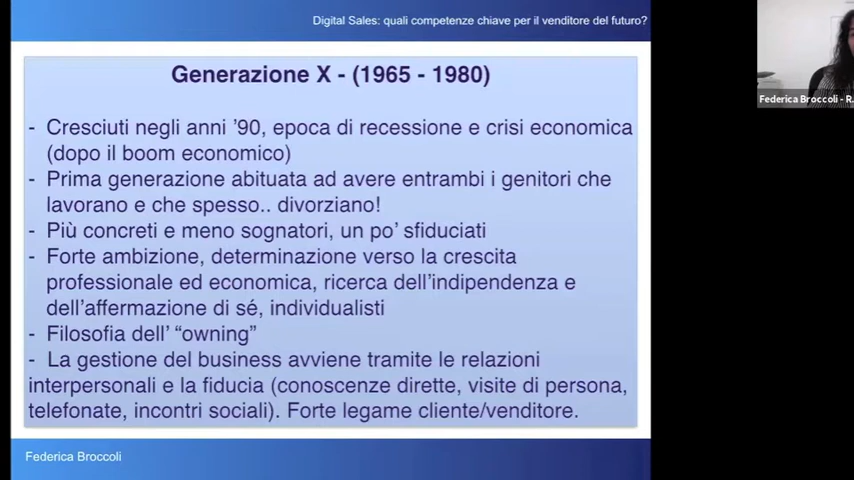 Digital Sales: quali competenze chiave per il venditore del futuro?
Generazione X - (1965 - 1980)
- Cresciuti negli anni '90, epoca di recessione e crisi economica
(dopo il boom economico)
- Prima generazione abituata ad avere entrambi i genitori che
lavorano e che spesso.. divorziano!
- Più concreti e meno sognatori, un po' sfiduciati
- Forte ambizione, determinazione verso la crescita
professionale ed economica, ricerca dell'indipendenza e
dell'affermazione di sé, individualisti
- Filosofia dell' "owning"
- La gestione del business avviene tramite le relazioni
interpersonali e la fiducia (conoscenze dirette, visite di persona,
telefonate, incontri sociali). Forte legame cliente/venditore.
Federica Broccoli
Federica Broccoli - R.